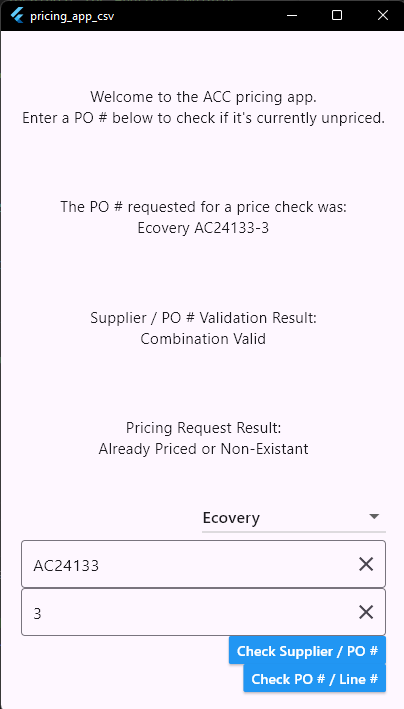 pricing_app_csv
Welcome to the ACC pricing app.
Enter a PO # below to check if it's currently unpriced.
The PO # requested for a price check was:
Ecovery AC24133-3
Supplier / PO # Validation Result:
Combination Valid
Pricing Request Result:
Already Priced or Non-Existant
Ecovery
AC24133
3
Check Supplier / PO #
Check PO # / Line #